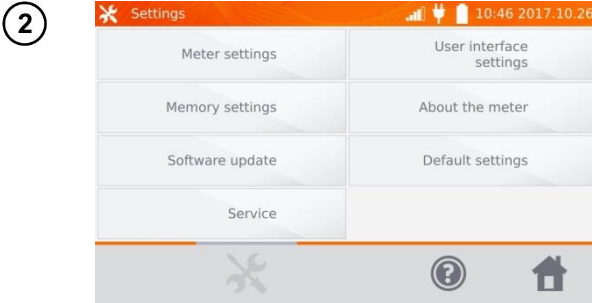 2
Settings
10:46 2017.10.26
Meter settings
User interface
settings
Memory settings
About the meter
Software update
Default settings
Service
?